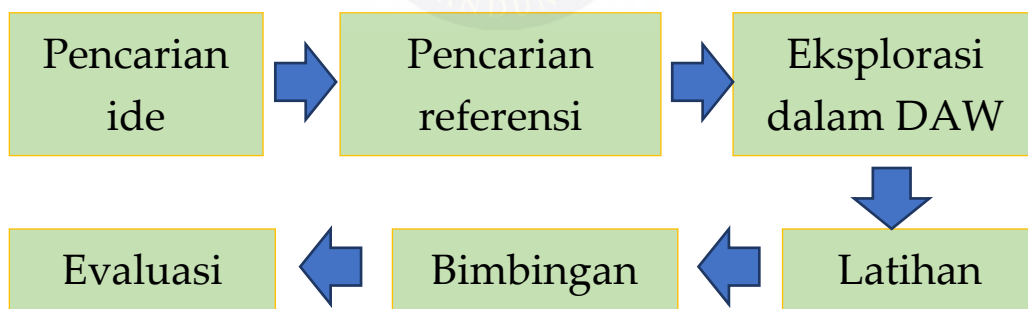 Pencarian
ide
Pencarian
referensi
Eksplorasi
dalam DAW
Latihan
Bimbingan
Evaluasi